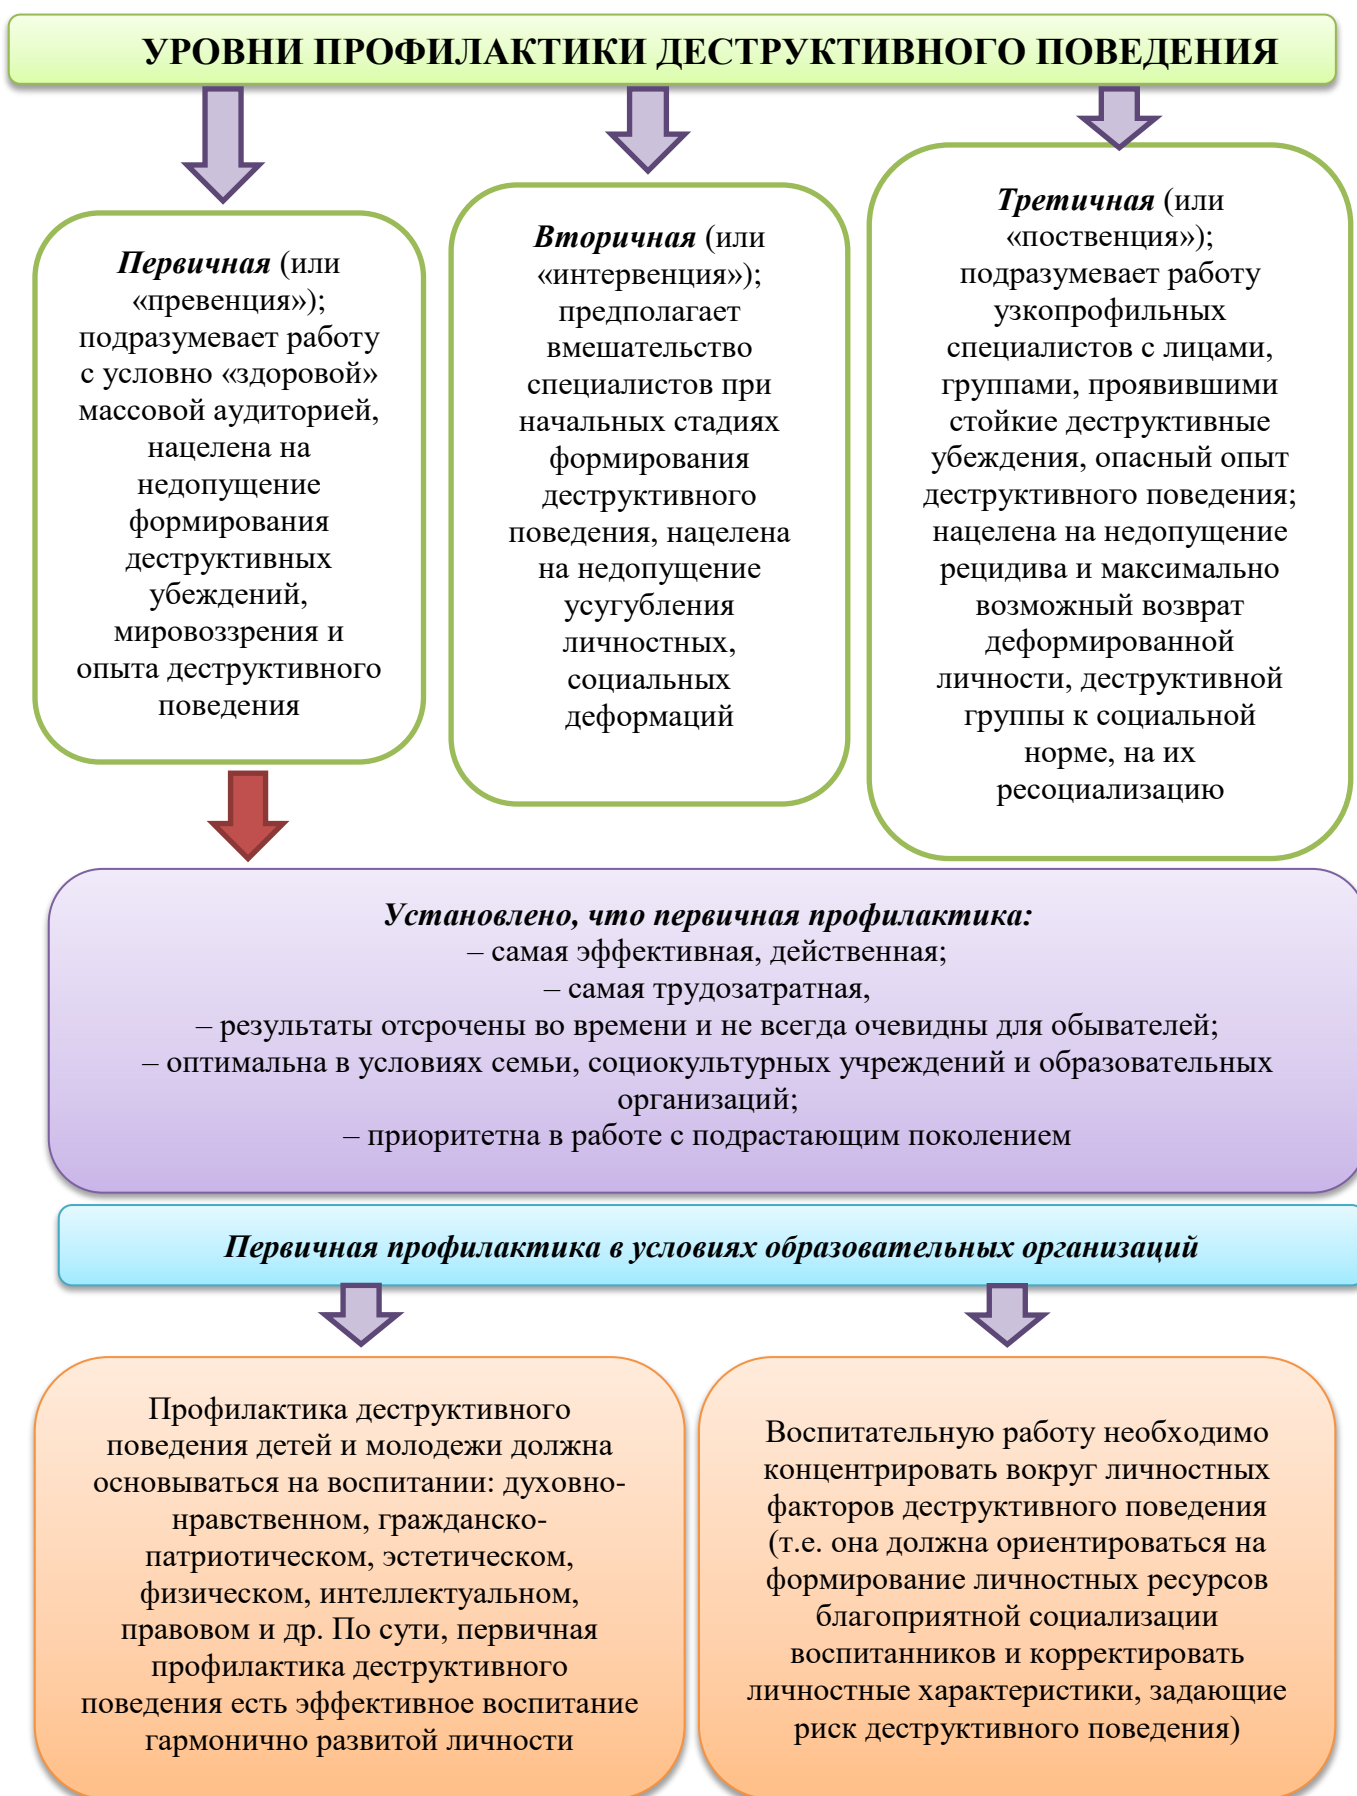 УРОВНИ ПРОФИЛАКТИКИ ДЕСТРУКТИВНОГО ПОВЕДЕНИЯ
Первичная (или
«превенция»);
подразумевает работу
с условно «здоровой»
массовой аудиторией,
нацелена на
недопущение
формирования
деструктивных
убеждений,
мировоззрения и
опыта деструктивного
поведения
Вторичная (или
«интервенция»);
предполагает
вмешательство
специалистов при
начальных стадиях
формирования
деструктивного
поведения, нацелена
на недопущение
усугубления
личностных,
социальных
деформаций
Третичная (или
«поственция»);
подразумевает работу
узкопрофильных
специалистов с лицами,
группами, проявившими
стойкие деструктивные
убеждения, опасный опыт
деструктивного поведения;
нацелена на недопущение
рецидива и максимально
возможный возврат
деформированной
личности, деструктивной
группы к социальной
норме, на их
ресоциализацию
Установлено, что первичная профилактика:
– самая эффективная, действенная;
– самая трудозатратная,
– результаты отсрочены во времени и не всегда очевидны для обывателей;
– оптимальна в условиях семьи, социокультурных учреждений и образовательных
организаций;
– приоритетна в работе с подрастающим поколением
Первичная профилактика в условиях образовательных организаций
Профилактика деструктивного
поведения детей и молодежи должна
основываться на воспитании: духовно-
нравственном, гражданско-
патриотическом, эстетическом,
физическом, интеллектуальном,
правовом и др. По сути, первичная
профилактика деструктивного
поведения есть эффективное воспитание
гармонично развитой личности
Воспитательную работу необходимо
концентрировать вокруг личностных
факторов деструктивного поведения
(т.е. она должна ориентироваться на
формирование личностных ресурсов
благоприятной социализации
воспитанников и корректировать
личностные характеристики, задающие
риск деструктивного поведения)